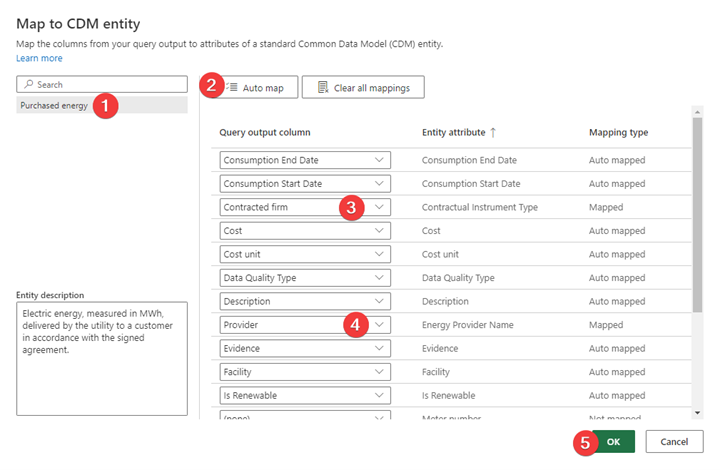 Map to CDM entity
Map the columns from your query output to attributes of a standard Common Data Model (CDM) entity.
Learn more
Search
Purchased energy 1
2 Auto map Clear all mappings
Query output column Entity attribute ↑ Mapping type
Consumption End Date Consumption End Date Auto mapped
Consumption Start Date Consumption Start Date Auto mapped
Contracted firm 3 Contractual Instrument Type Mapped
Cost Cost Auto mapped
Cost unit Cost unit Auto mapped
Data Quality Type Data Quality Type Auto mapped
Description Description Auto mapped
Provider 4 Energy Provider Name Mapped
Evidence Evidence Auto mapped
Facility Facility Auto mapped
Is Renewable Is Renewable Auto mapped
(none) Meter number Not mapped
Entity description
Electric energy, measured in MWh,
delivered by the utility to a customer
in accordance with the signed
agreement.
5 OK Cancel